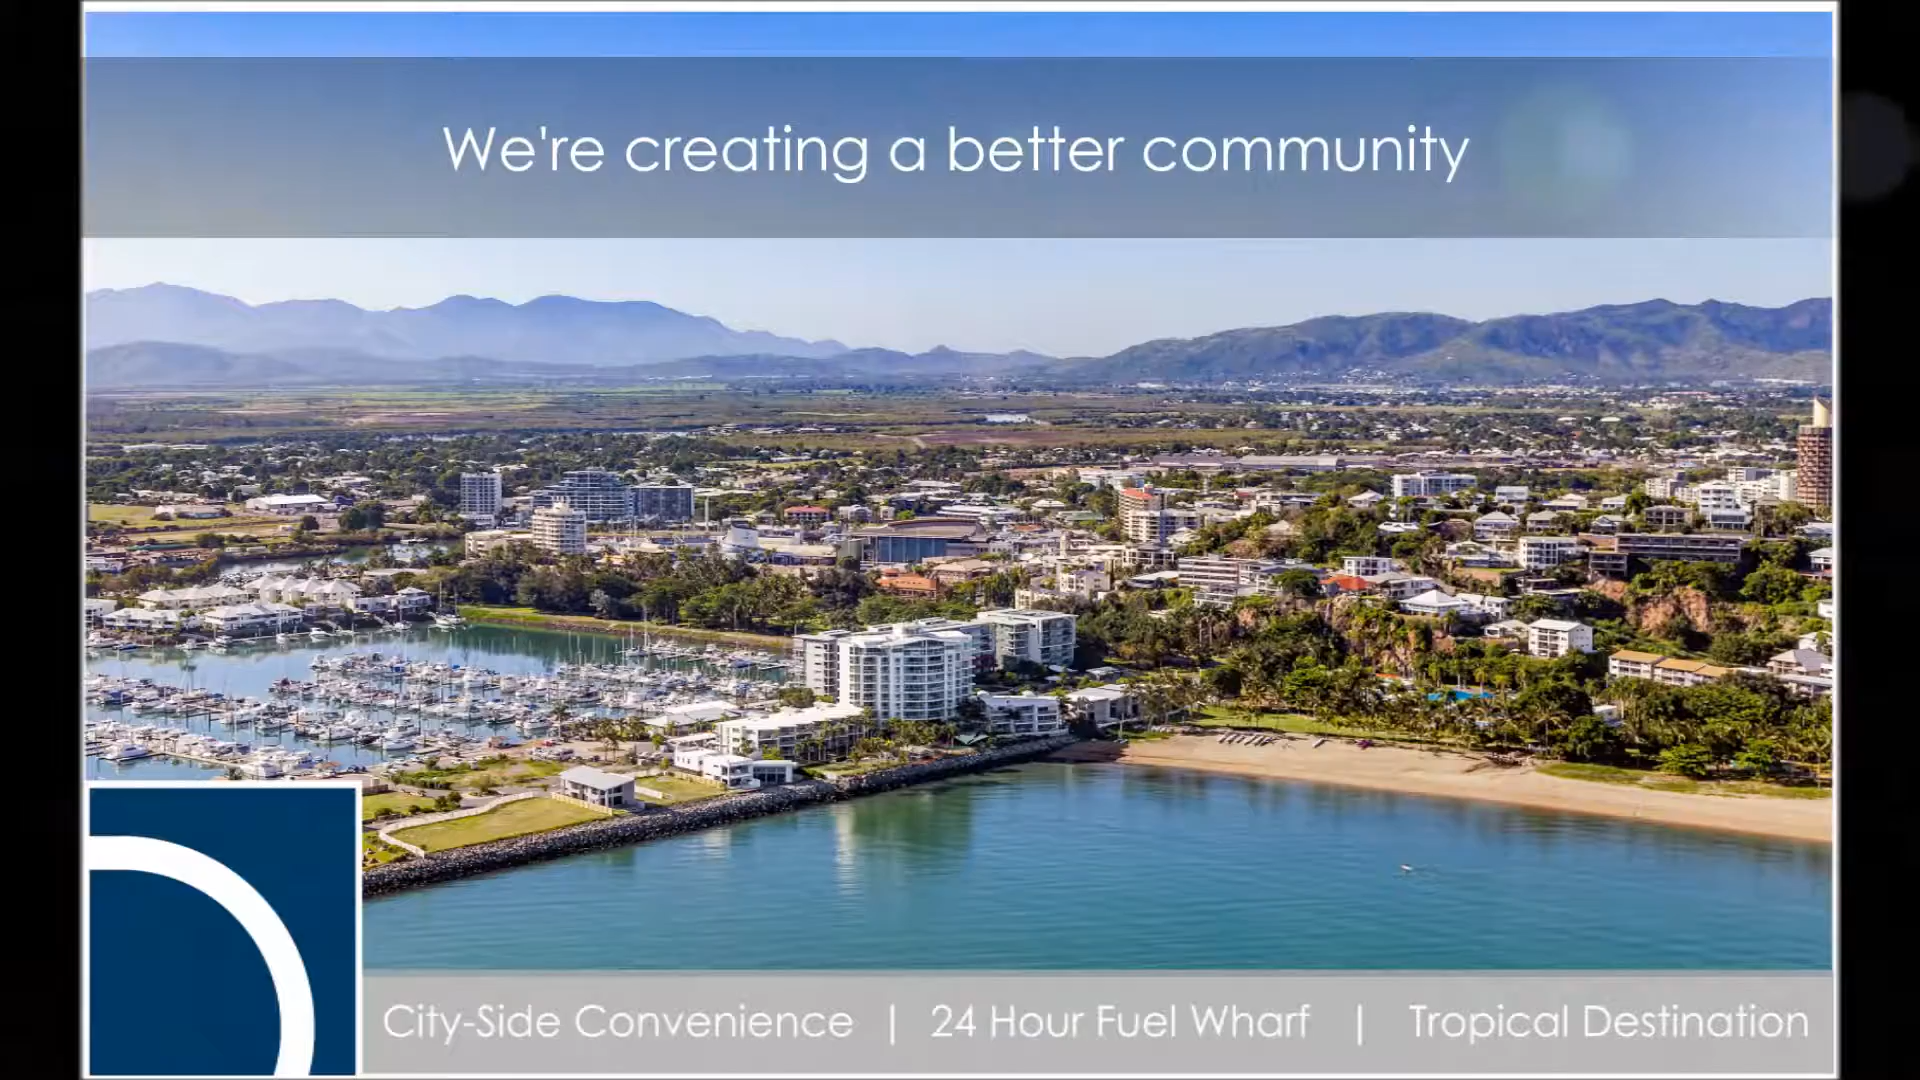 We're creating a better community
City-Side Convenience | 24 Hour Fuel Wharf | Tropical Destination